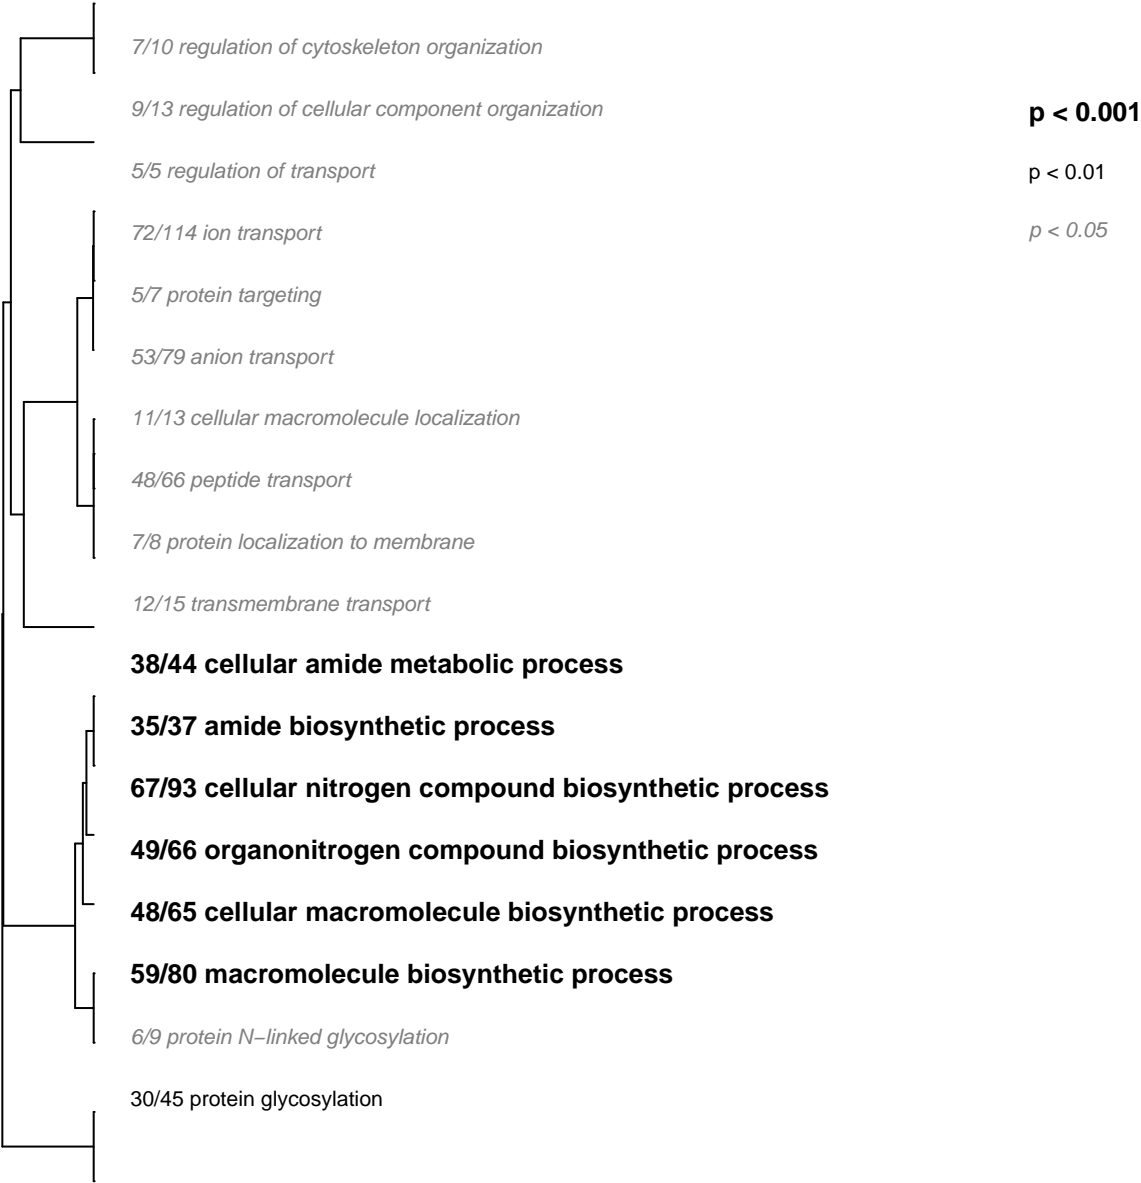 7/10 regulation of cytoskeleton organization
9/13 regulation of cellular component organization
p < 0.001
5/5 regulation of transport
p < 0.01
72/114 ion transport
p < 0.05
5/7 protein targeting
53/79 anion transport
11/13 cellular macromolecule localization
48/66 peptide transport
7/8 protein localization to membrane
12/15 transmembrane transport
38/44 cellular amide metabolic process
35/37 amide biosynthetic process
67/93 cellular nitrogen compound biosynthetic process
49/66 organonitrogen compound biosynthetic process
48/65 cellular macromolecule biosynthetic process
59/80 macromolecule biosynthetic process
6/9 protein N−linked glycosylation
30/45 protein glycosylation